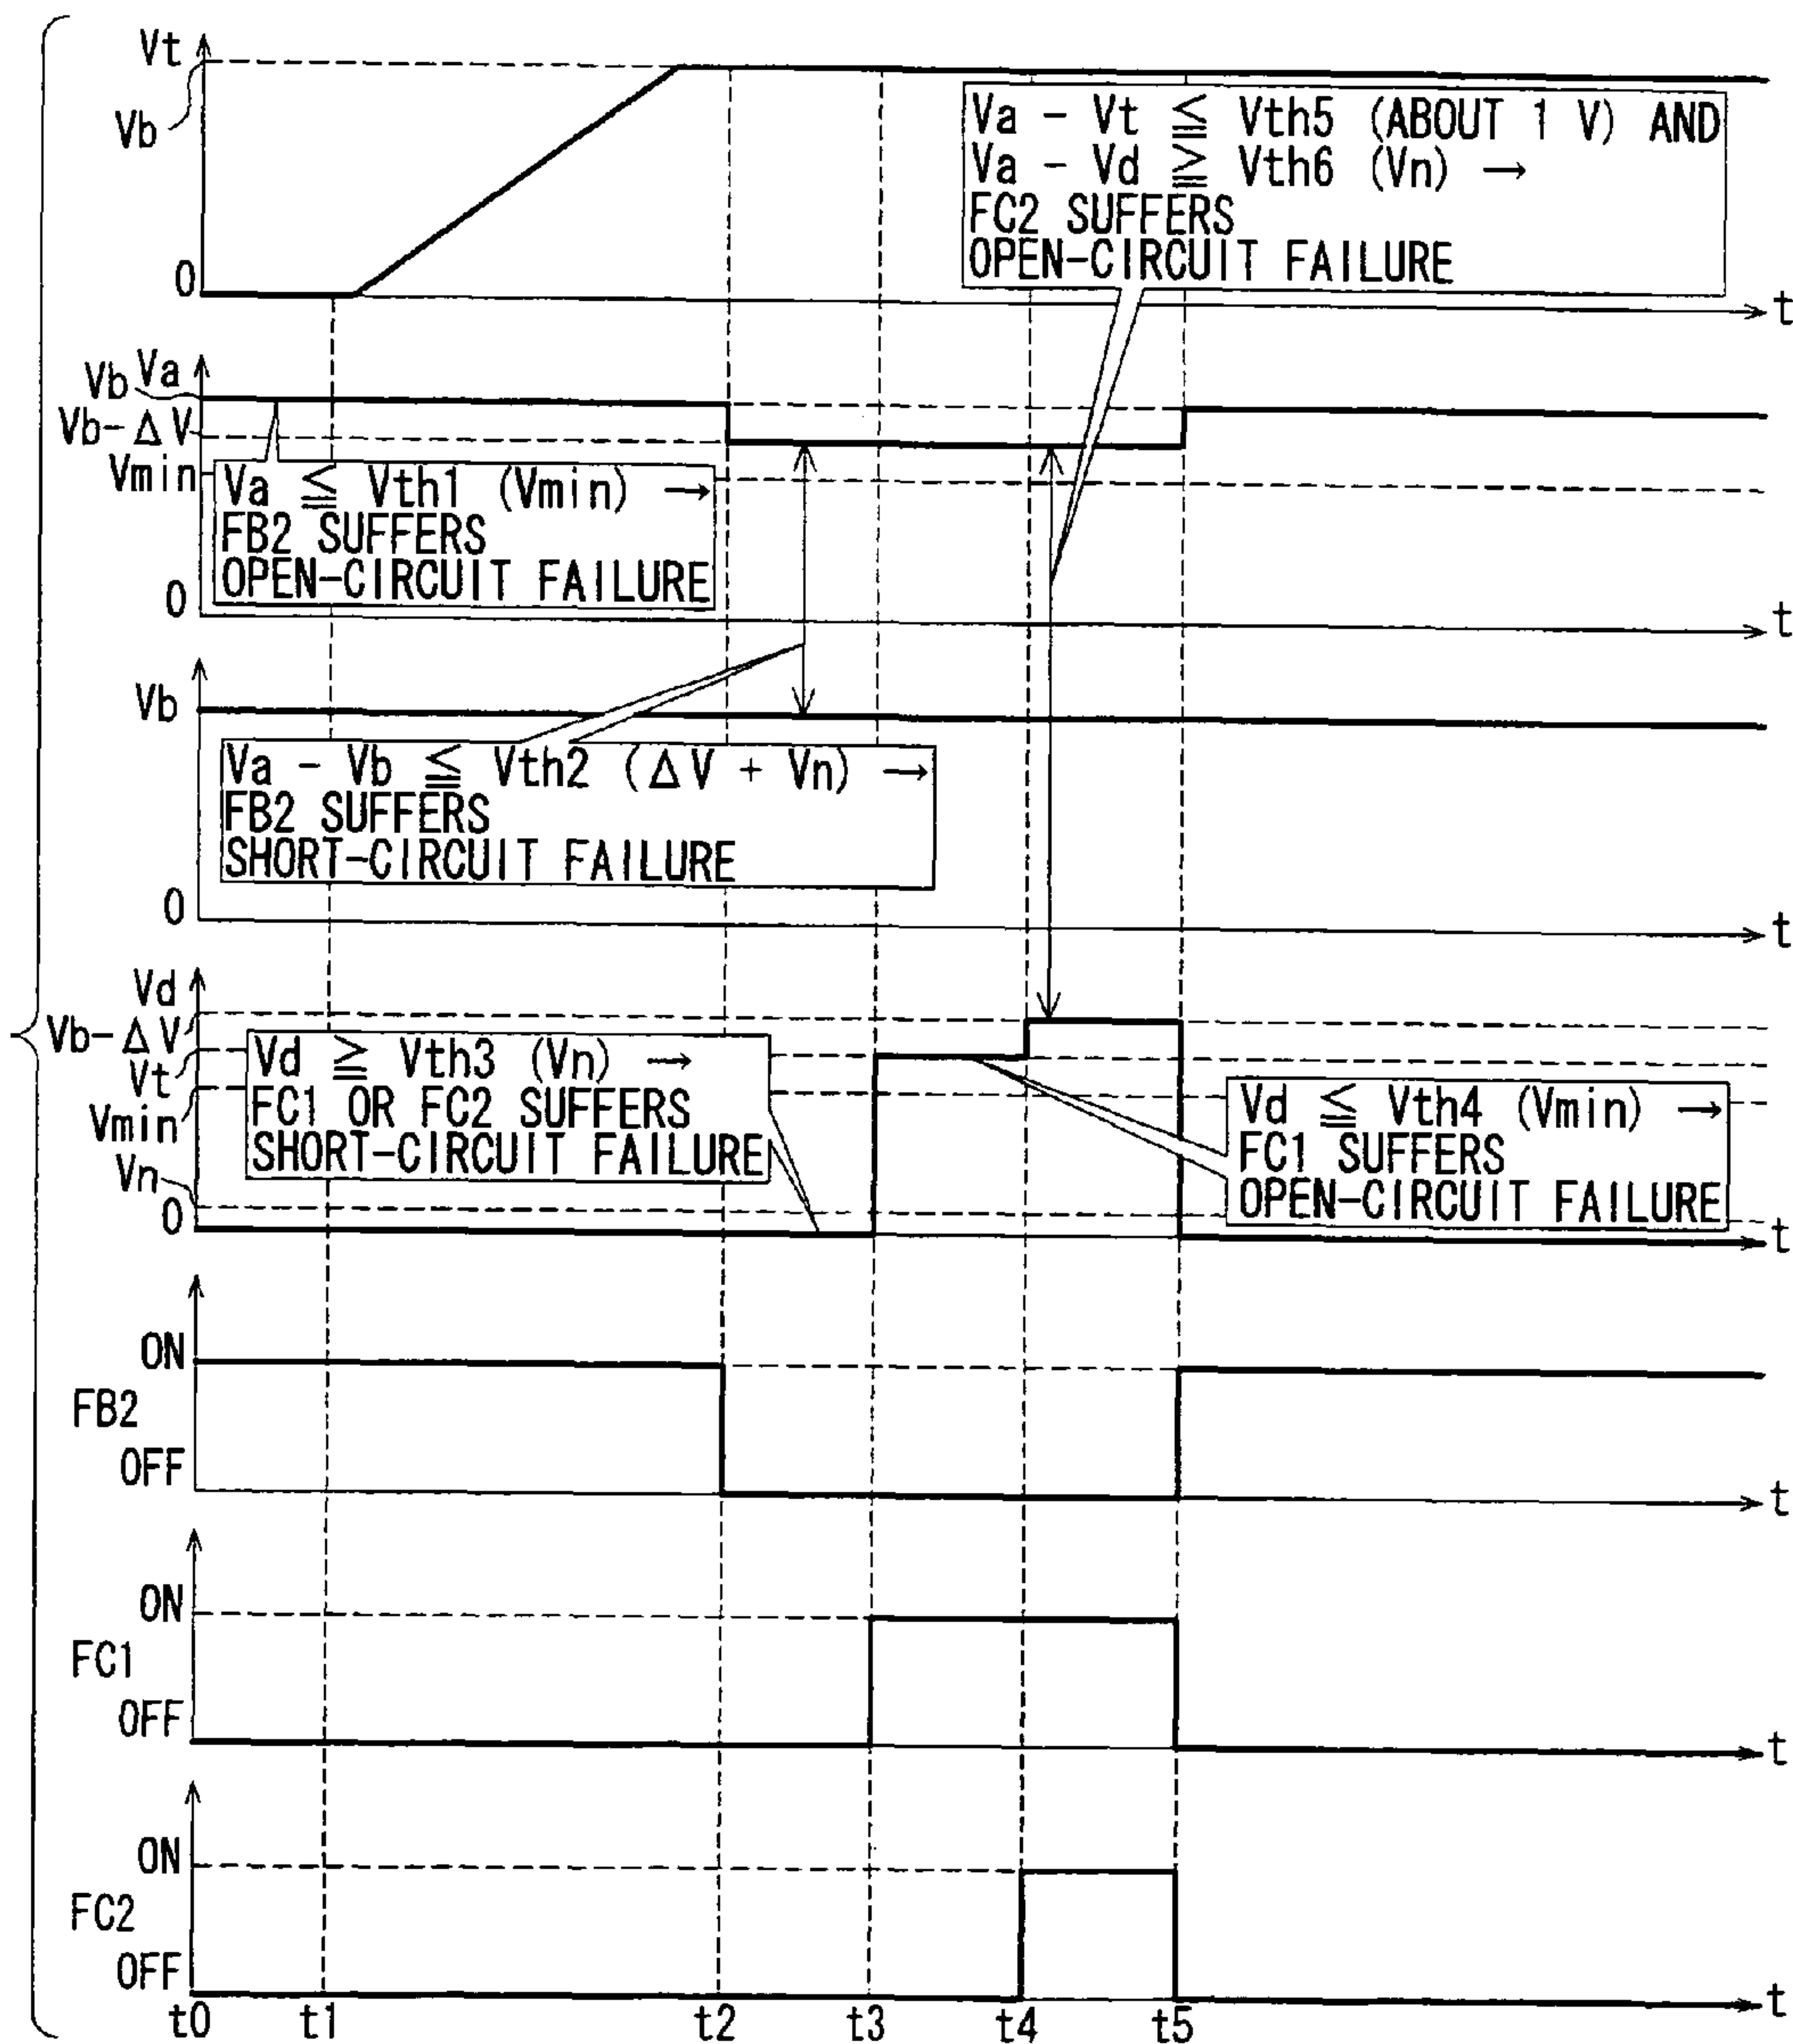 Vt
Vb
0
t
Va - Vt ≦ Vth5 (ABOUT 1 V) AND
Va - Vd ≧ Vth6 (Vn) →
FC2 SUFFERS
OPEN-CIRCUIT FAILURE
Va
Vb
Vb-ΔV
Vmin
0
t
Va ≦ Vth1 (Vmin) →
FB2 SUFFERS
OPEN-CIRCUIT FAILURE
Vb
0
t
Va - Vb ≦ Vth2 (ΔV + Vn) →
FB2 SUFFERS
SHORT-CIRCUIT FAILURE
Vd
Vb-ΔV
Vt
Vmin
Vn
0
t
Vd ≧ Vth3 (Vn) →
FC1 OR FC2 SUFFERS
SHORT-CIRCUIT FAILURE
Vd ≦ Vth4 (Vmin) →
FC1 SUFFERS
OPEN-CIRCUIT FAILURE
ON
FB2
OFF
t
ON
FC1
OFF
t
ON
FC2
OFF
t
t0 t1 t2 t3 t4 t5